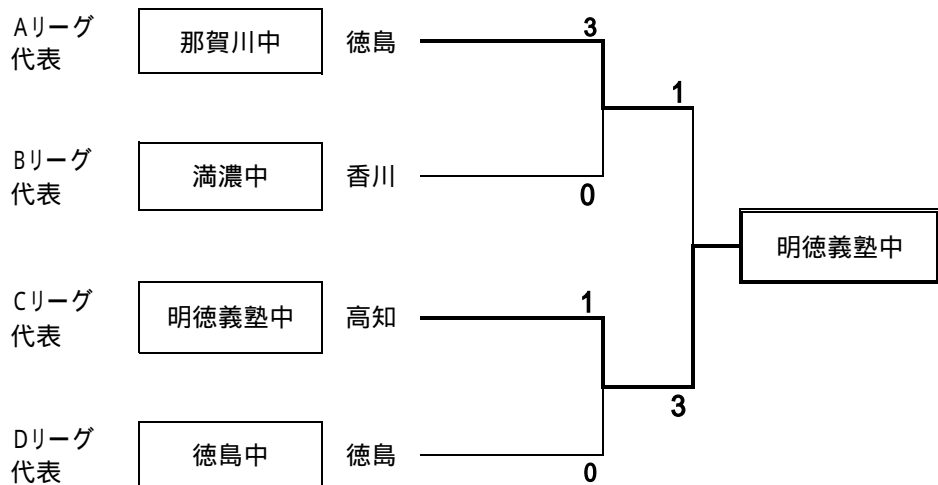 Aリーグ
代表
那賀川中
徳島
3
1
Bリーグ
代表
満濃中
香川
0
明徳義塾中
Cリーグ
代表
明徳義塾中
高知
1
3
Dリーグ
代表
徳島中
徳島
0